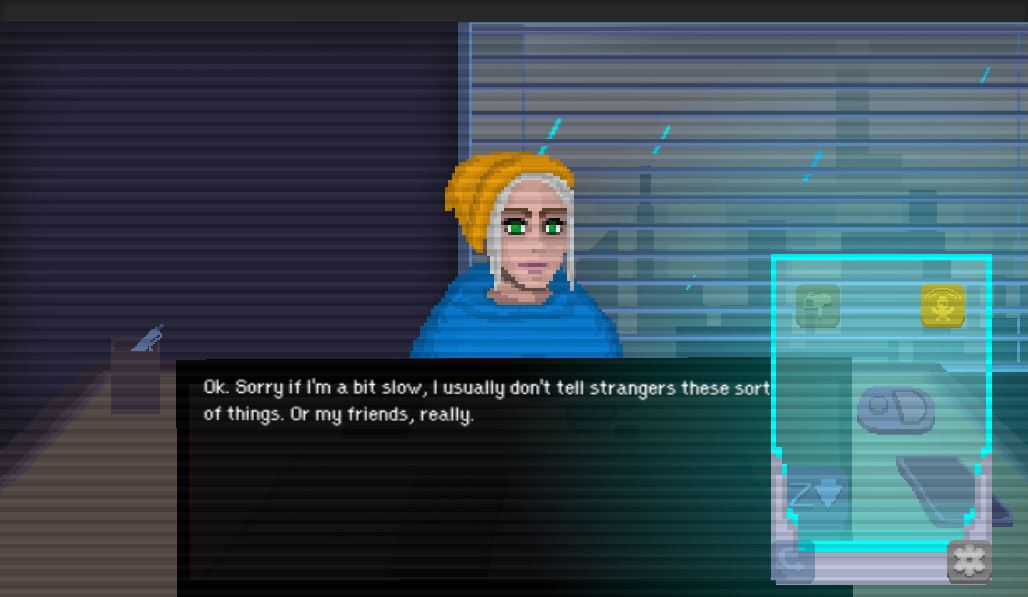 Ok. Sorry if I'm a bit slow, I usually don't tell strangers these sort
of things. Or my friends, really.
Z